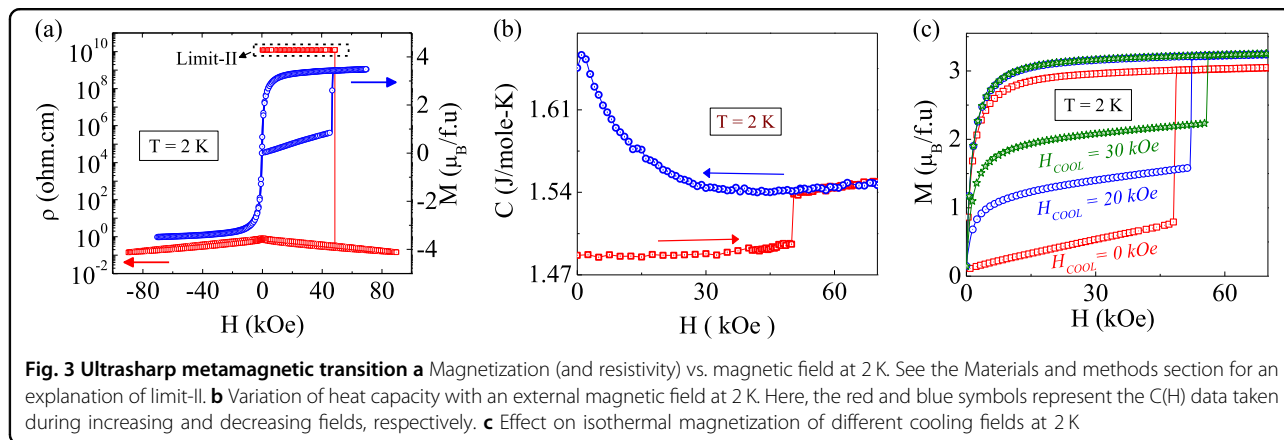 (a)
ρ (ohm.cm)
10^10
10^8
10^6
10^4
10^2
10^0
10^-2
Limit-II
T = 2 K
4
2
0
-2
-4
M (μ_B/f.u)
-80 -40 0 40 80
H (kOe)
(b)
C (J/mole-K)
1.61
1.54
1.47
T = 2 K
0 30 60
H ( kOe)
(c)
M (μ_B/f.u)
3
2
1
0
T = 2 K
H_COOL = 30 kOe
H_COOL = 20 kOe
H_COOL = 0 kOe
0 30 60
H (kOe)
Fig. 3 Ultrasharp metamagnetic transition a Magnetization (and resistivity) vs. magnetic field at 2 K. See the Materials and methods section for an
explanation of limit-II. b Variation of heat capacity with an external magnetic field at 2 K. Here, the red and blue symbols represent the C(H) data taken
during increasing and decreasing fields, respectively. c Effect on isothermal magnetization of different cooling fields at 2 K